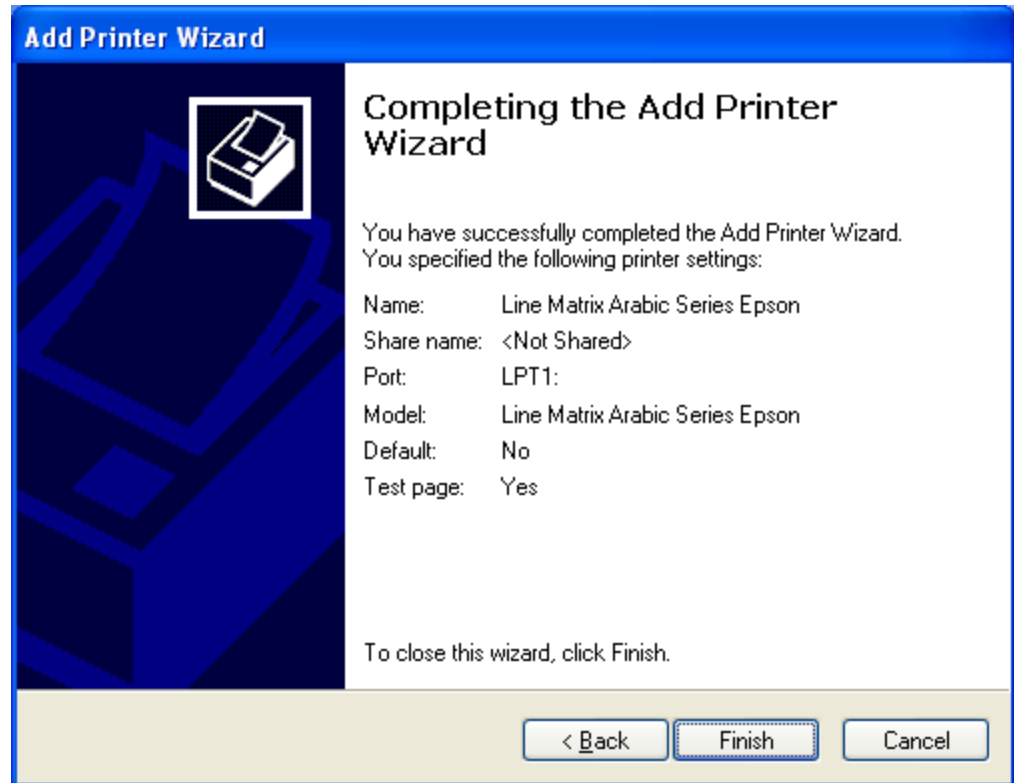 Add Printer Wizard
Completing the Add Printer
Wizard
You have successfully completed the Add Printer Wizard.
You specified the following printer settings:
Name: Line Matrix Arabic Series Epson
Share name: <Not Shared>
Port: LPT1:
Model: Line Matrix Arabic Series Epson
Default: No
Test page: Yes
To close this wizard, click Finish.
< Back Finish Cancel